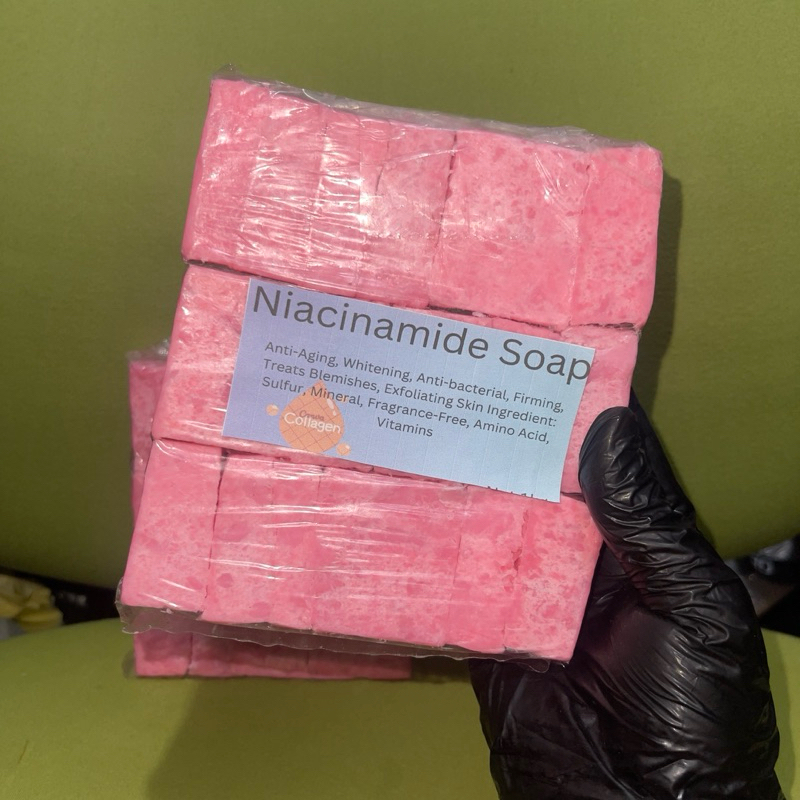 Niacinamide Soap
Anti-Aging, Whitening, Anti-bacterial, Firming,
Treats Blemishes, Exfoliating Skin Ingredient:
Sulfur, Mineral, Fragrance-Free, Amino Acid,
Vitamins
Collagen